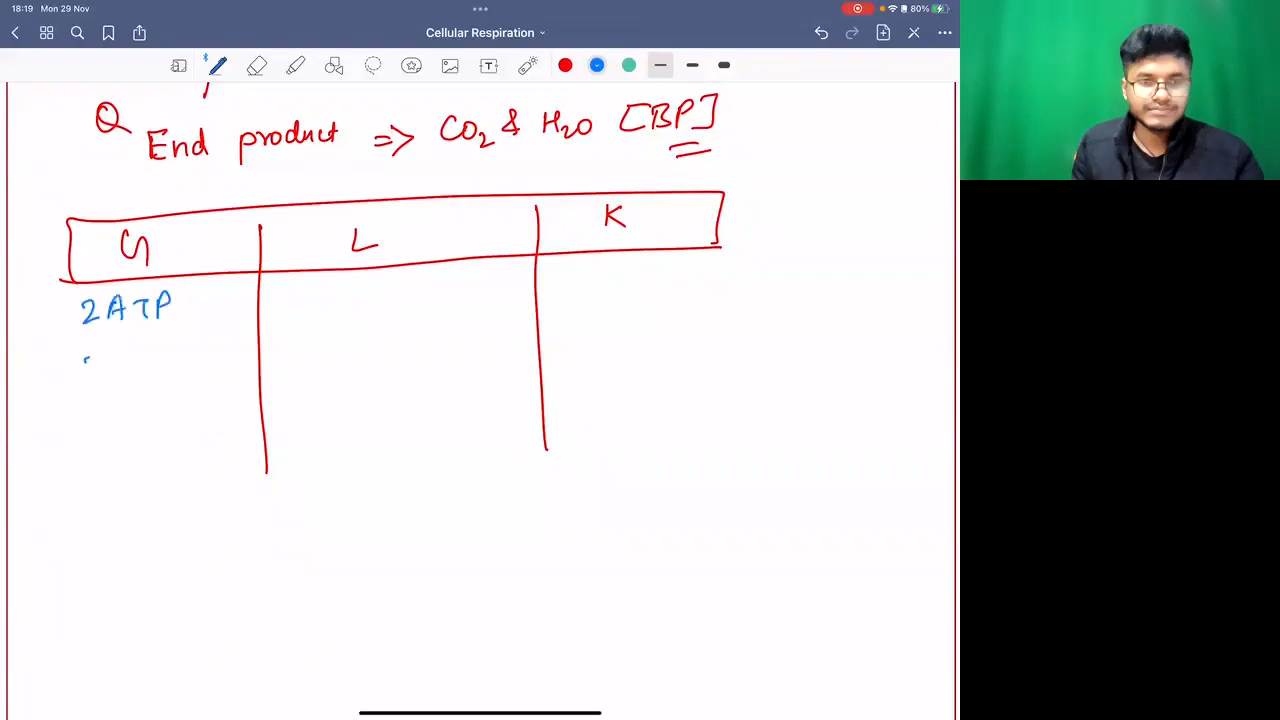 18:19 Mon 29 Nov
80%
Cellular Respiration
T
Q End product => CO₂ & H₂O [BP]
G L K
2ATP